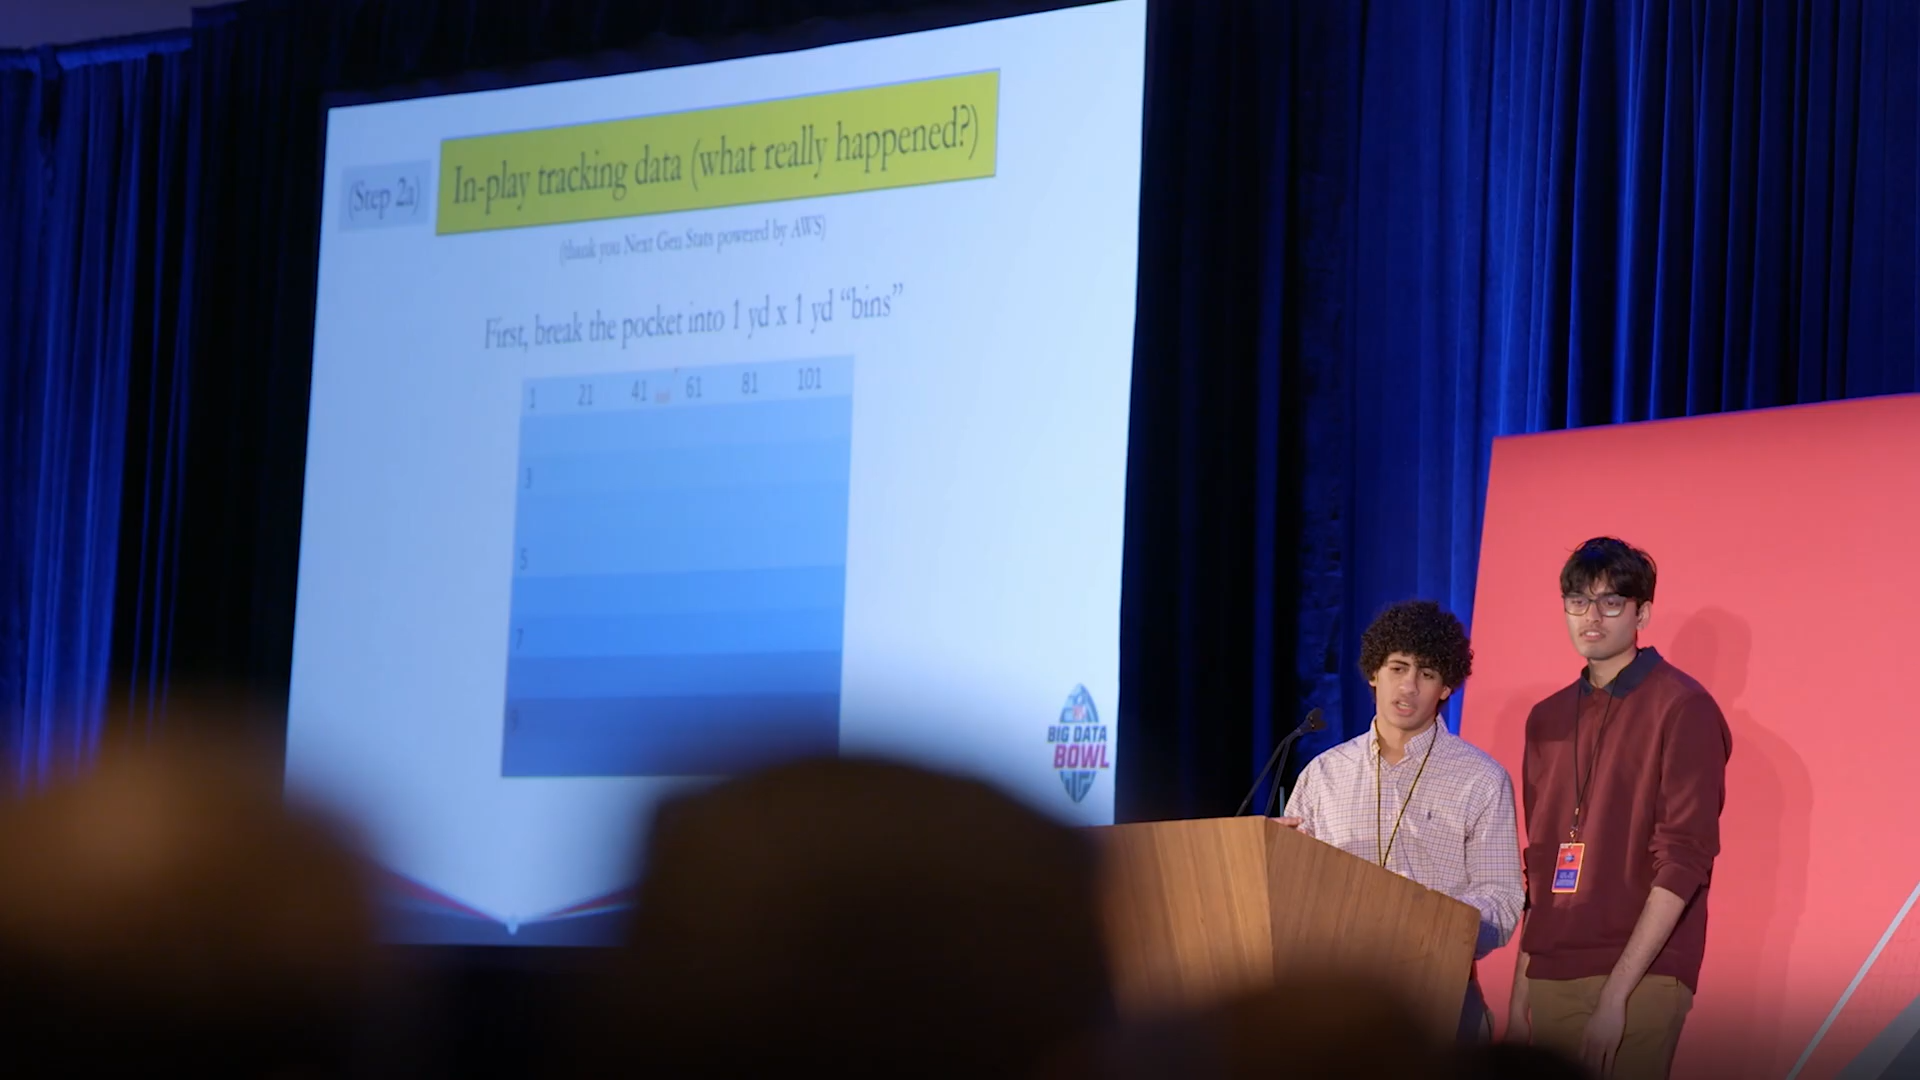 (Step 2a)
In-play tracking data (what really happened?)
(thank you Next Gen Stats powered by AWS)
First, break the pocket into 1 yd x 1 yd “bins”
1 21 41 61 81 101
3
5
7
9
BIG DATA
BOWL